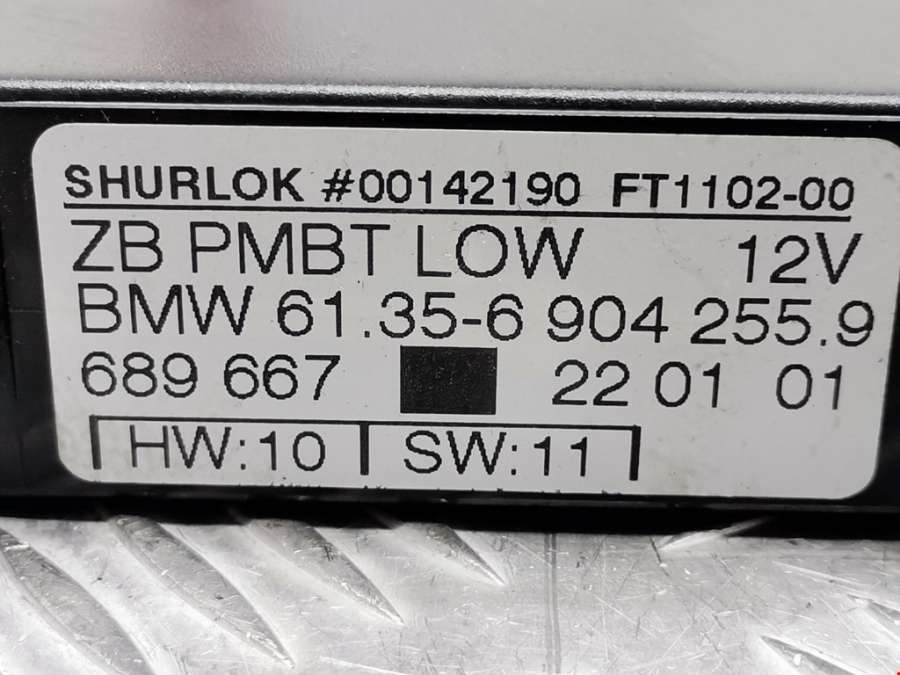 SHURLOK #00142190 FT1102-00
ZB PMBT LOW 12V
BMW 61.35-6 904 255.9
689 667 22 01 01
HW:10 SW:11